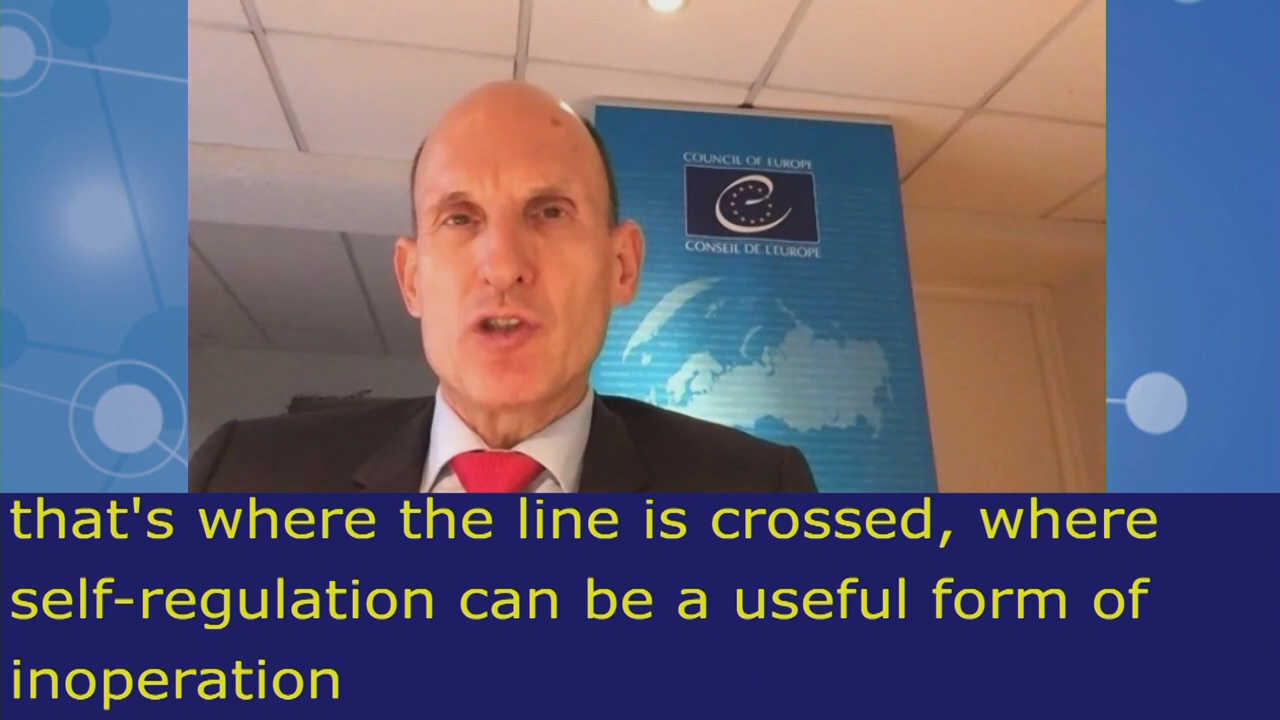 COUNCIL OF EUROPE
CONSEIL DE L'EUROPE
that's where the line is crossed, where
self-regulation can be a useful form of
inoperation